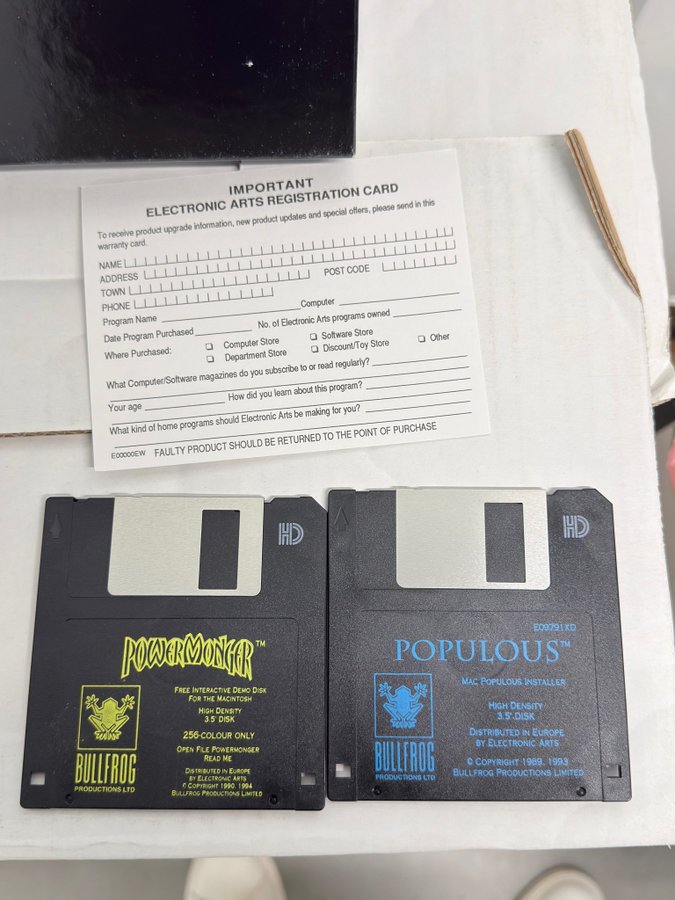 IMPORTANT
ELECTRONIC ARTS REGISTRATION CARD
To receive product upgrade information, new product updates and special offers, please send in this
warranty card.
NAME
ADDRESS
TOWN POST CODE
PHONE
Program Name Computer
Date Program Purchased No. of Electronic Arts programs owned
Where Purchased: Computer Store Software Store Other
Department Store Discount/Toy Store
What Computer/Software magazines do you subscribe to or read regularly?
Your age How did you learn about this program?
What kind of home programs should Electronic Arts be making for you?
E00000EW FAULTY PRODUCT SHOULD BE RETURNED TO THE POINT OF PURCHASE
HD
POWERMONGER™
FREE INTERACTIVE DEMO DISK
FOR THE MACINTOSH
HIGH DENSITY
3.5" DISK
256-COLOUR ONLY
OPEN FILE POWERMONGER
READ ME
DISTRIBUTED IN EUROPE
BY ELECTRONIC ARTS
© COPYRIGHT 1990, 1994
BULLFROG PRODUCTIONS LIMITED
BULLFROG
PRODUCTIONS LTD
HD
E09791XD
POPULOUS™
MAC POPULOUS INSTALLER
HIGH DENSITY
3.5" DISK
DISTRIBUTED IN EUROPE
BY ELECTRONIC ARTS
© COPYRIGHT 1989, 1993
BULLFROG PRODUCTIONS LIMITED
BULLFROG
PRODUCTIONS LTD